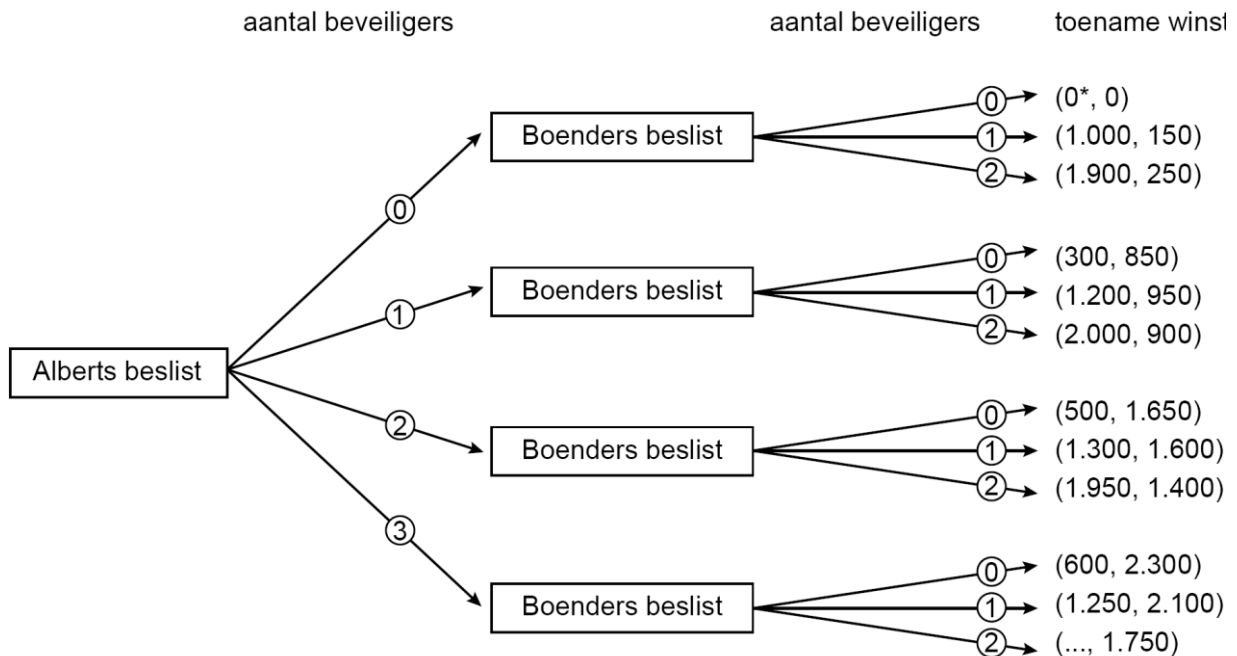 aantal beveiligers aantal beveiligers toename winst
0 (0*, 0)
Boenders beslist 1 (1.000, 150)
2 (1.900, 250)
0
0 (300, 850)
Boenders beslist 1 (1.200, 950)
1
2 (2.000, 900)
Alberts beslist
0 (500, 1.650)
2
Boenders beslist 1 (1.300, 1.600)
2 (1.950, 1.400)
3
0 (600, 2.300)
Boenders beslist 1 (1.250, 2.100)
2 (..., 1.750)